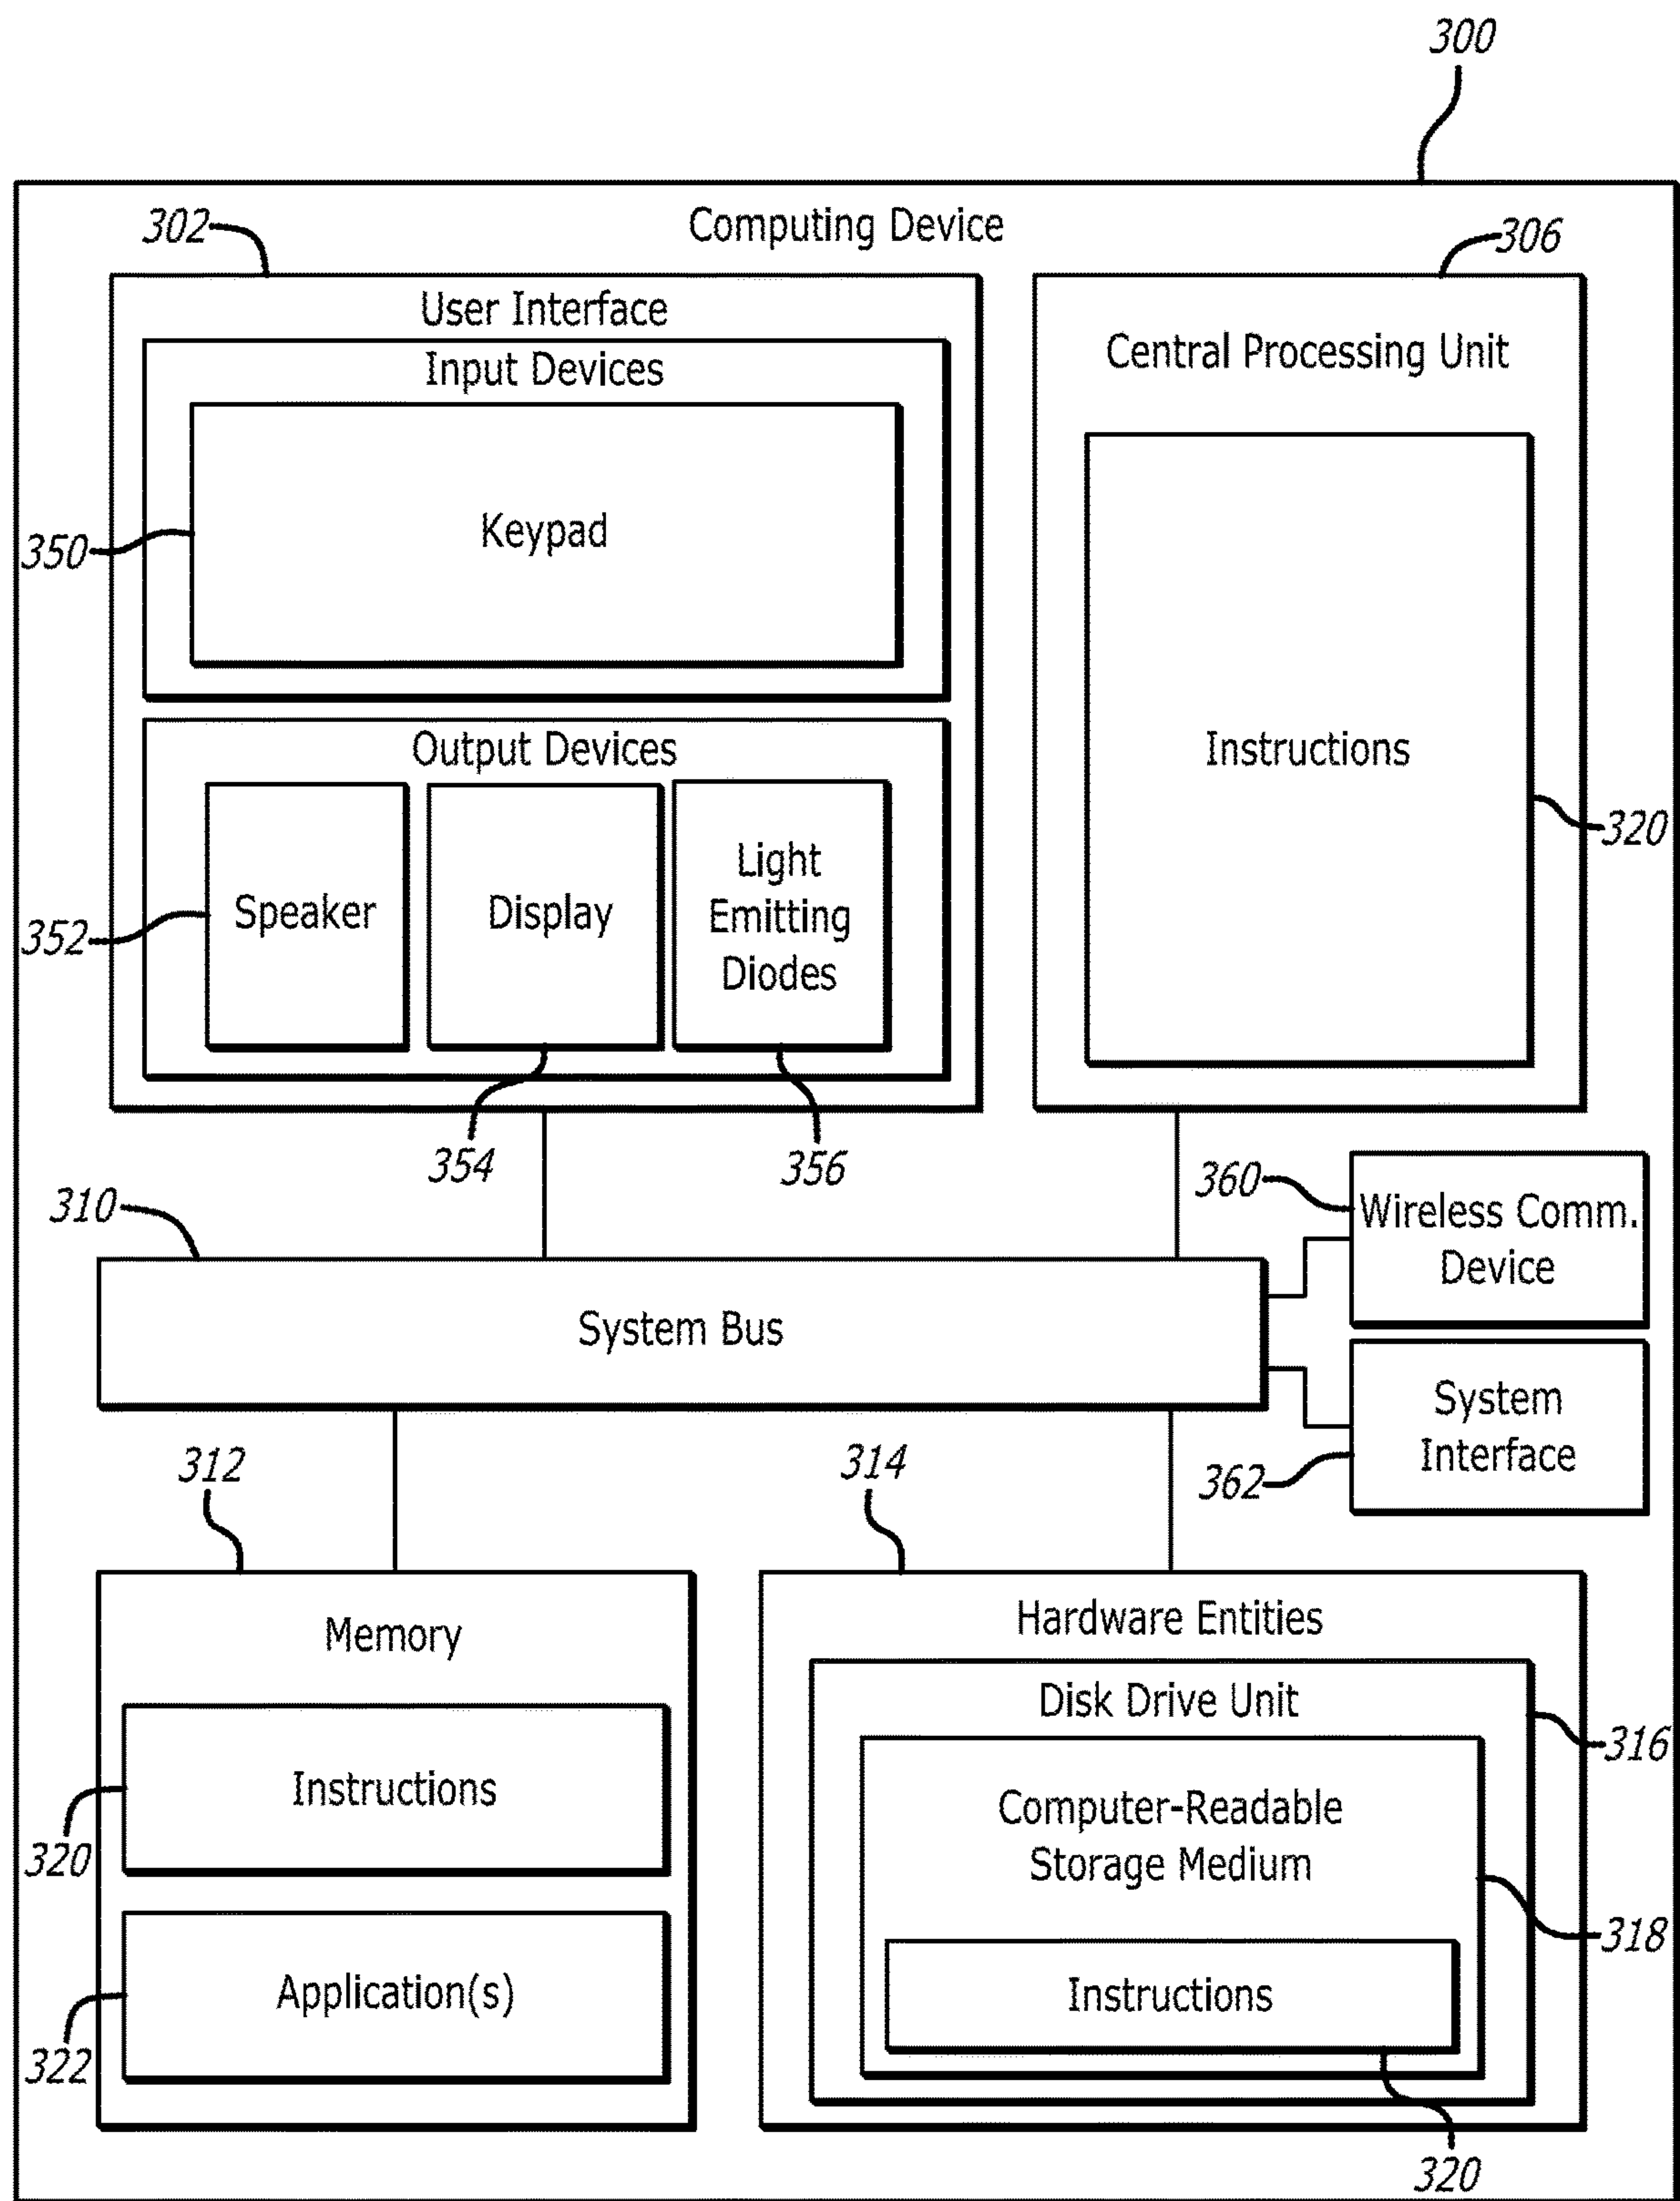 300
Computing Device
302
306
User Interface
Input Devices
Keypad
350
Output Devices
Speaker
Display
Light
Emitting
Diodes
352
354
356
Central Processing Unit
Instructions
320
310
System Bus
360
Wireless Comm.
Device
System
Interface
362
312
314
Memory
Instructions
320
Application(s)
322
Hardware Entities
Disk Drive Unit
316
Computer-Readable
Storage Medium
318
Instructions
320